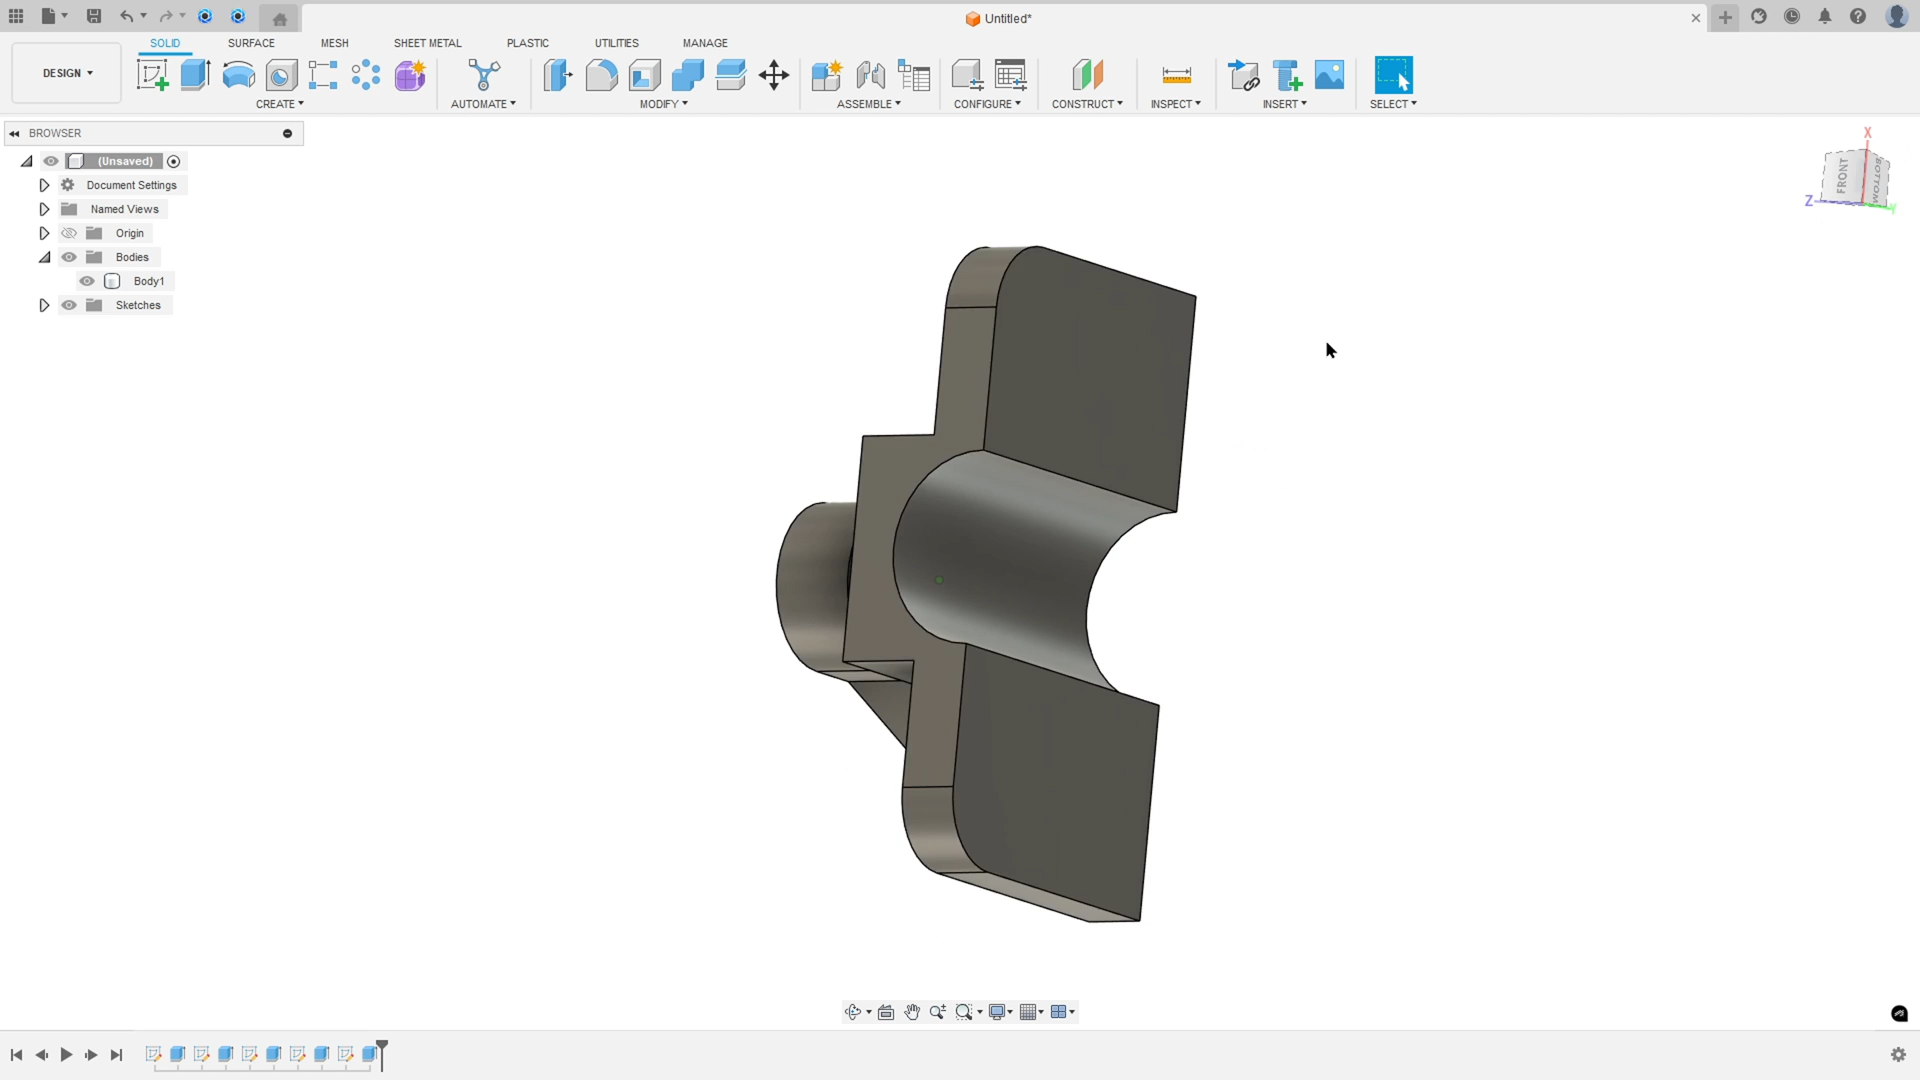 Untitled*
SOLID SURFACE MESH SHEET METAL PLASTIC UTILITIES MANAGE
DESIGN
CREATE AUTOMATE MODIFY ASSEMBLE CONFIGURE CONSTRUCT INSPECT INSERT SELECT
BROWSER
(Unsaved)
Document Settings
Named Views
Origin
Bodies
Body1
Sketches
X
FRONT
BOTTOM
Z
Y